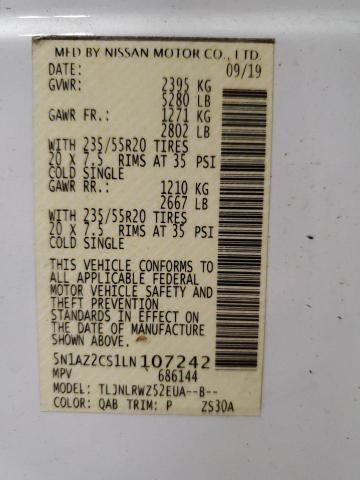 MFD BY NISSAN MOTOR CO., LTD.
DATE: 09/19
GVWR: 2395 KG
5280 LB
GAWR FR.: 1271 KG
2802 LB
WITH 235/55R20 TIRES
20 X 7.5 RIMS AT 35 PSI
COLD SINGLE
GAWR RR.: 1210 KG
2667 LB
WITH 235/55R20 TIRES
20 X 7.5 RIMS AT 35 PSI
COLD SINGLE
THIS VEHICLE CONFORMS TO
ALL APPLICABLE FEDERAL
MOTOR VEHICLE SAFETY AND
THEFT PREVENTION
STANDARDS IN EFFECT ON
THE DATE OF MANUFACTURE
SHOWN ABOVE.
5N1AZ2CS1LN107242
MPV 686144
MODEL: TLJNLRWZ52EUA--B--
COLOR: QAB TRIM: P ZS30A